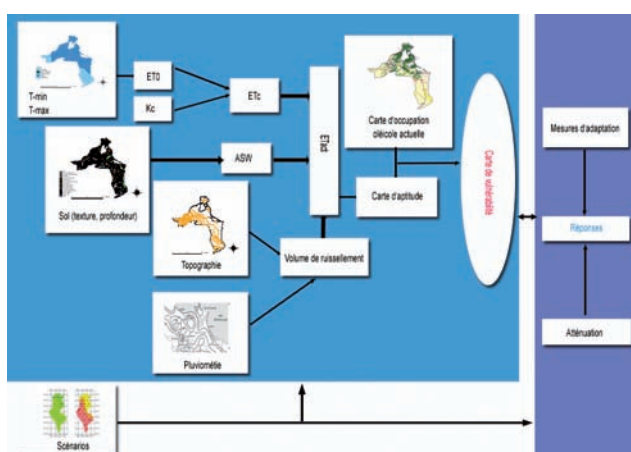 T-min
T-max
ET0
Kc
ETc
Carte d'occupation
oléicole actuelle
Sol (texture, profondeur)
ASW
Carte d'aptitude
Carte de vulnérabilité
Topographie
Volume de ruissellement
Pluviométie
Scénarios
Mesures d'adaptation
Réponses
Atténuation